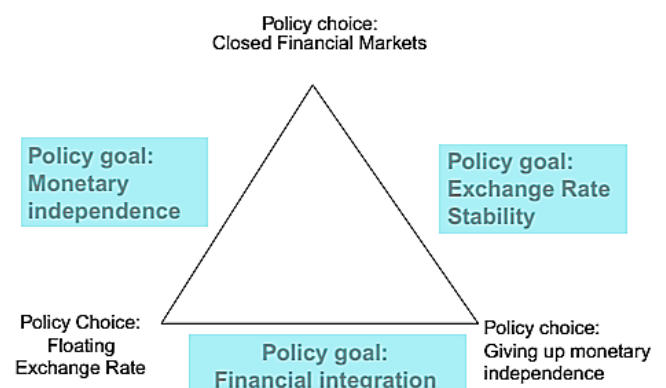 Policy choice:
Closed Financial Markets
Policy goal:
Monetary
independence
Policy goal:
Exchange Rate
Stability
Policy Choice:
Floating
Exchange Rate
Policy goal:
Financial integration
Policy choice:
Giving up monetary
independence